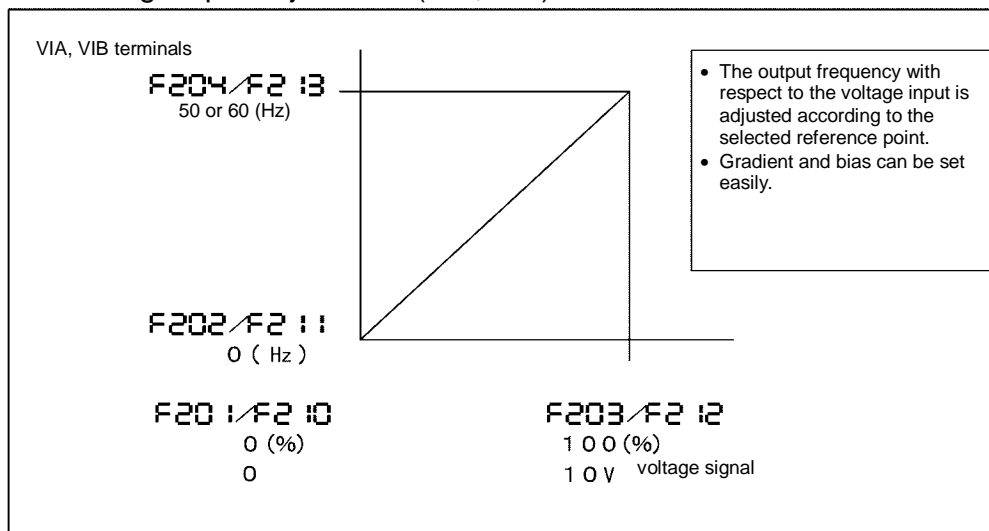 VIA, VIB terminals
F204/F213
50 or 60 (Hz)
F202/F211
0 ( Hz )
F201/F210
0 (%)
0
F203/F212
100(%)
10V voltage signal
• The output frequency with
respect to the voltage input is
adjusted according to the
selected reference point.
• Gradient and bias can be set
easily.